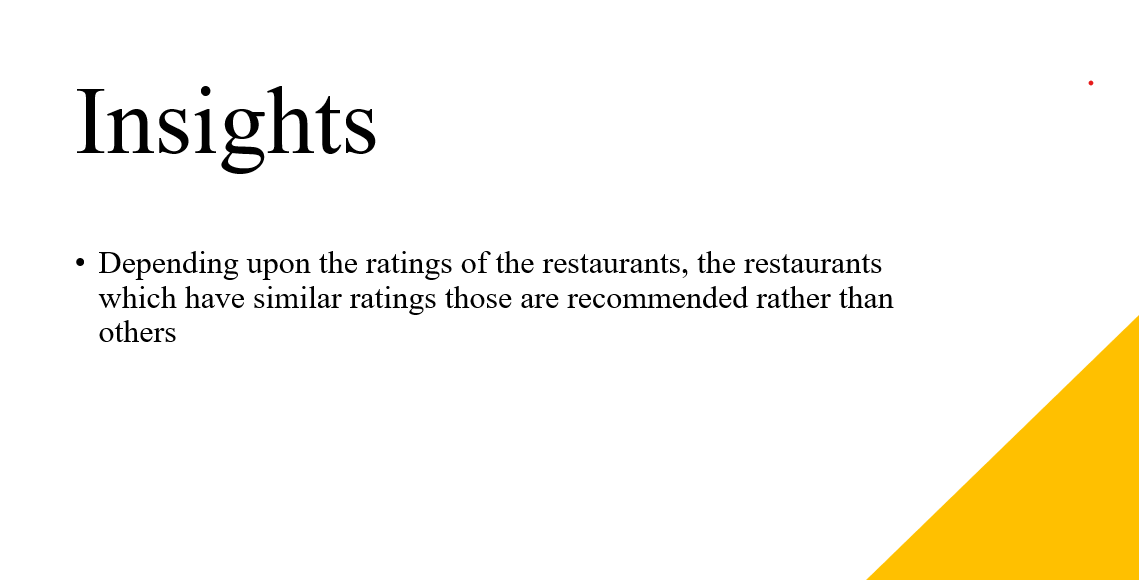 Insights
• Depending upon the ratings of the restaurants, the restaurants
which have similar ratings those are recommended rather than
others